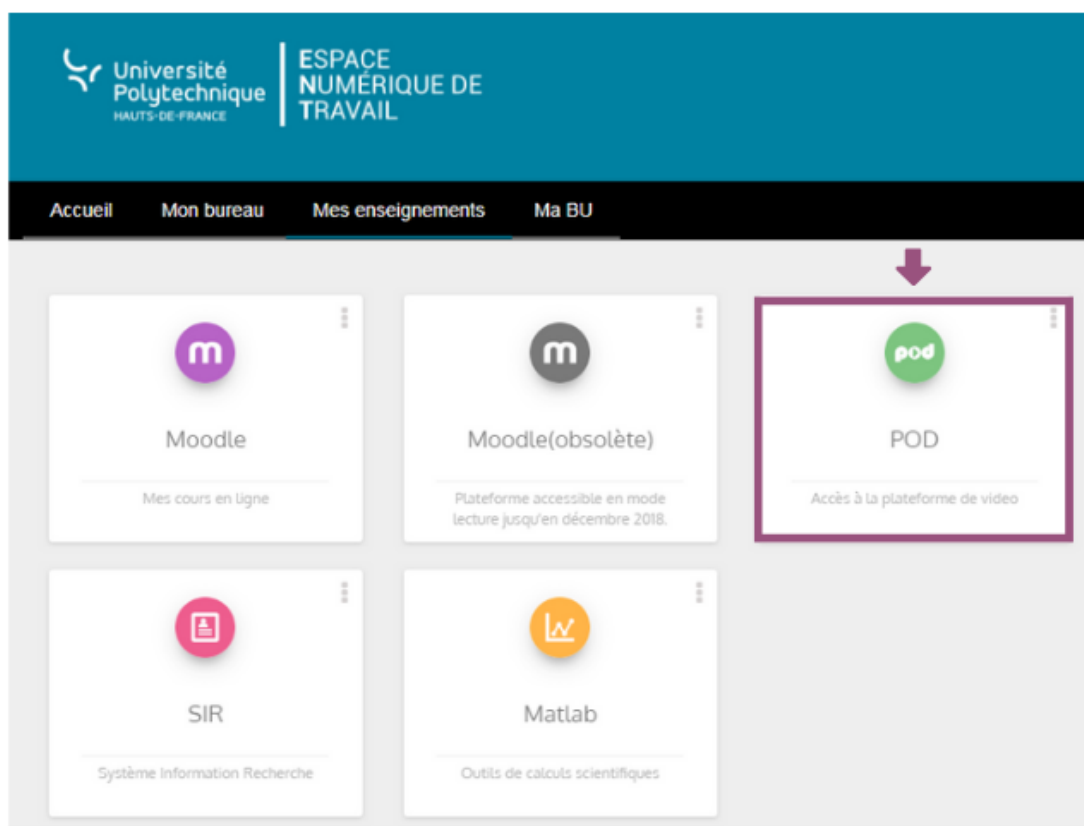 Université
Polytechnique
HAUTS-DE-FRANCE
ESPACE
NUMÉRIQUE DE
TRAVAIL
Accueil Mon bureau Mes enseignements Ma BU
m
Moodle
Mes cours en ligne
m
Moodle(obsolète)
Plateforme accessible en mode
lecture jusqu'en décembre 2018.
pod
POD
Accès à la plateforme de video
SIR
Système Information Recherche
Matlab
Outils de calculs scientifiques